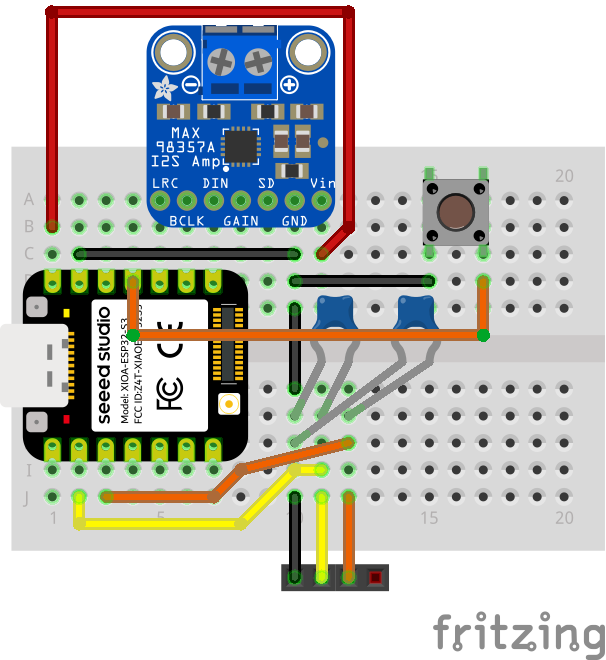 MAX
98357A
I2S Amp
LRC DIN SD Vin
BCLK GAIN GND
15 20
A
B
C
seeed studio
Model: XIOA-ESP32-S3
FCC ID:Z4T-XIAOE
FC CE
I
J
1 5 10 15 20
fritzing